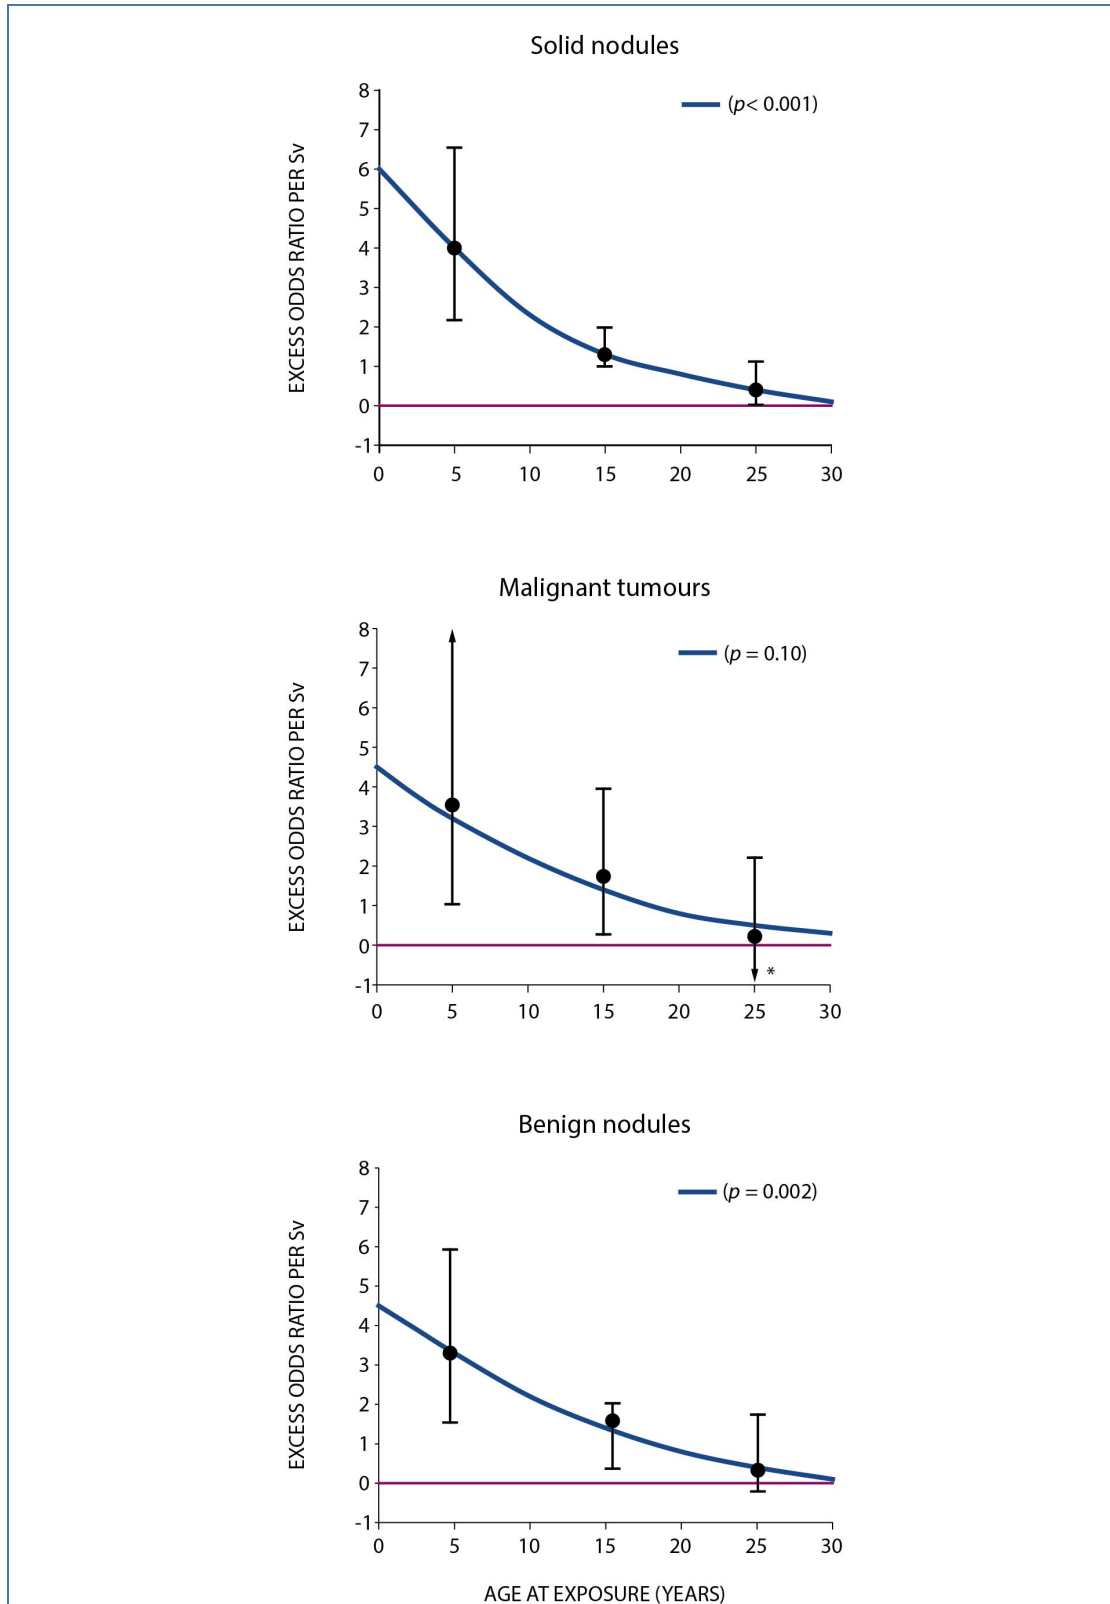 Solid nodules
(p< 0.001)
EXCESS ODDS RATIO PER Sv
8
7
6
5
4
3
2
1
0
-1
0 5 10 15 20 25 30
Malignant tumours
(p = 0.10)
EXCESS ODDS RATIO PER Sv
8
7
6
5
4
3
2
1
0
-1
*
0 5 10 15 20 25 30
Benign nodules
(p = 0.002)
EXCESS ODDS RATIO PER Sv
8
7
6
5
4
3
2
1
0
-1
0 5 10 15 20 25 30
AGE AT EXPOSURE (YEARS)